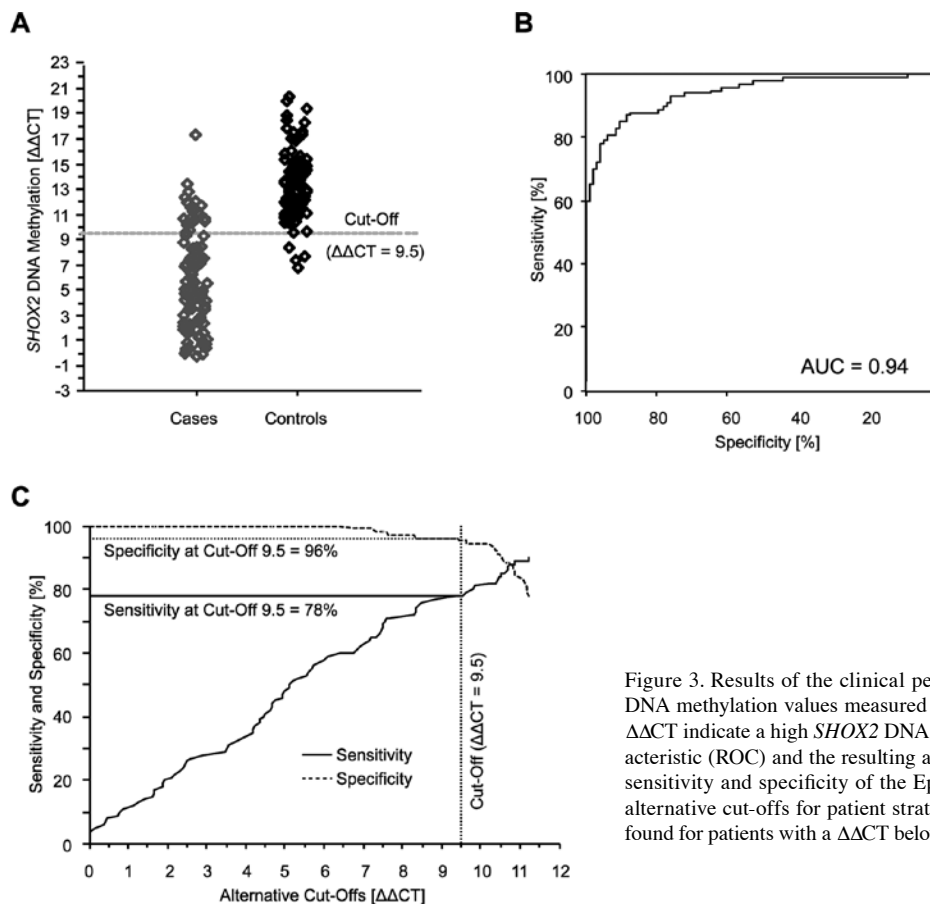 A
23
21
19
17
15
13
11
9
7
5
3
1
-1
-3
SHOX2 DNA Methylation [ΔΔCT]
Cut-Off
(ΔΔCT = 9.5)
Cases
Controls
B
100
80
60
40
20
0
Sensitivity [%]
AUC = 0.94
100 80 60 40 20
Specificity [%]
C
100
80
60
40
20
0
Sensitivity and Specificity [%]
Specificity at Cut-Off 9.5 = 96%
Sensitivity at Cut-Off 9.5 = 78%
Sensitivity
Specificity
Cut-Off (ΔΔCT = 9.5)
0 1 2 3 4 5 6 7 8 9 10 11 12
Alternative Cut-Offs [ΔΔCT]
Figure 3. Results of the clinical pe
DNA methylation values measured
ΔΔCT indicate a high SHOX2 DNA
acteristic (ROC) and the resulting a
sensitivity and specificity of the Ep
alternative cut-offs for patient strat
found for patients with a ΔΔCT belo